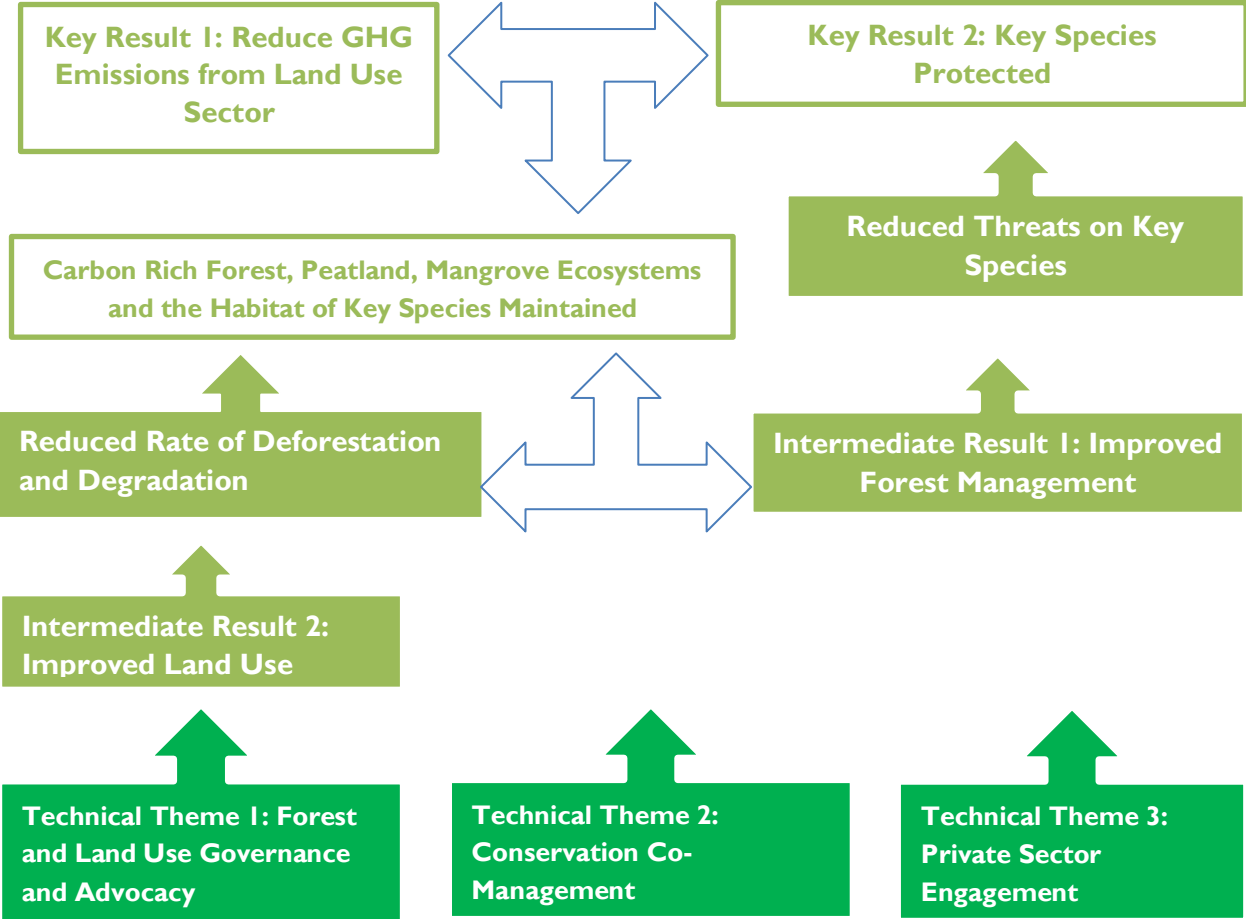 Key Result 1: Reduce GHG
Emissions from Land Use
Sector
Key Result 2: Key Species
Protected
Reduced Threats on Key
Species
Carbon Rich Forest, Peatland, Mangrove Ecosystems
and the Habitat of Key Species Maintained
Reduced Rate of Deforestation
and Degradation
Intermediate Result 1: Improved
Forest Management
Intermediate Result 2:
Improved Land Use
Technical Theme 1: Forest
and Land Use Governance
and Advocacy
Technical Theme 2:
Conservation Co-
Management
Technical Theme 3:
Private Sector
Engagement